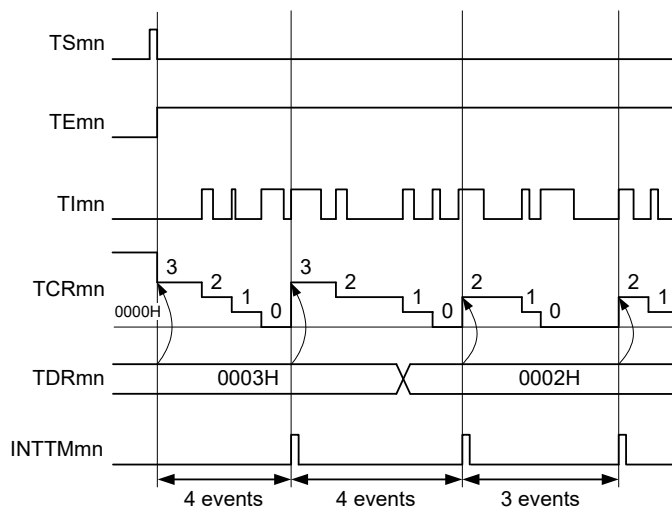 TSmn
TEmn
TImn
TCRmn
3 2 1 0 3 2 1 0 2 1 0 2 1
0000H
TDRmn
0003H 0002H
INTTMmn
4 events 4 events 3 events